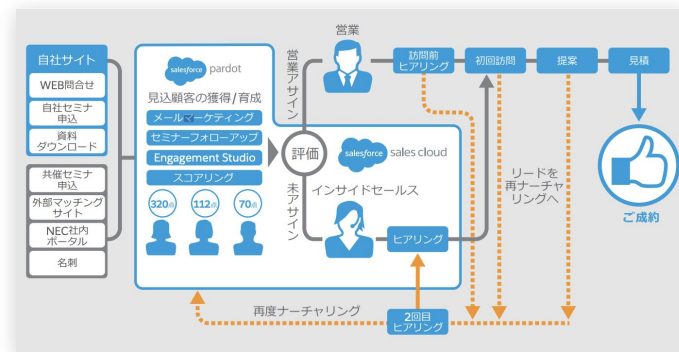 自社サイト
WEB問合せ
自社セミナ
申込
資料
ダウンロード
共催セミナ
申込
外部マッチング
サイト
NEC社内
ポータル
名刺
salesforce pardot
見込顧客の獲得/育成
メールマーケティング
セミナーフォローアップ
Engagement Studio
スコアリング
320点
112点
70点
営業アサイン
評価
未アサイン
営業
salesforce sales cloud
インサイドセールス
ヒアリング
訪問前
ヒアリング
初回訪問
提案
見積
リードを
再ナーチャ
リングへ
ご成約
再度ナーチャリング
2回目
ヒアリング